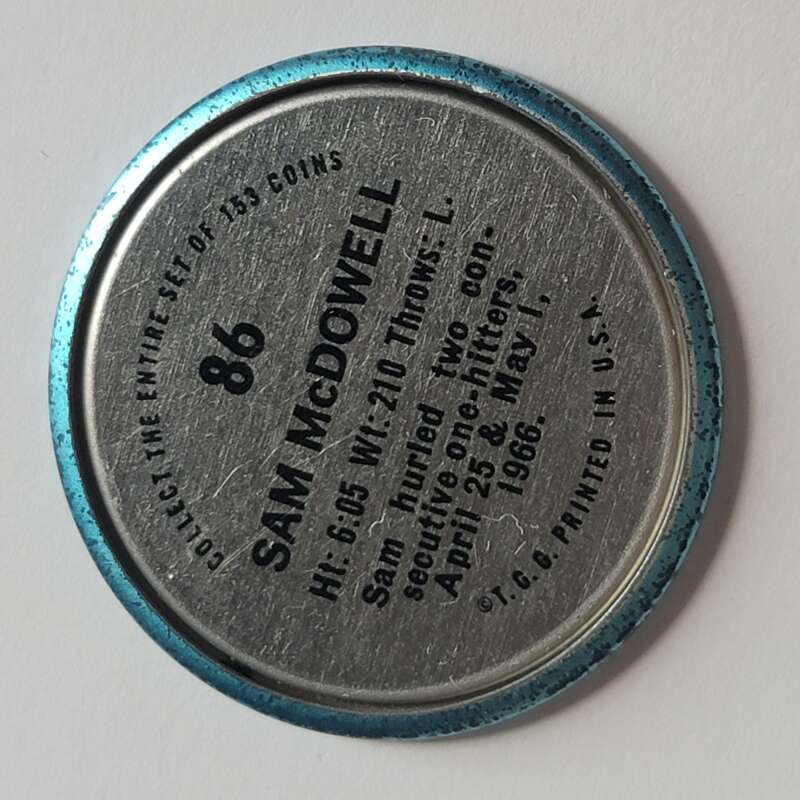 COLLECT THE ENTIRE SET OF 153 COINS
86
SAM McDOWELL
Ht: 6:05 Wt: 210 Throws: L.
Sam hurled two con-
secutive one-hitters,
April 25 & May 1,
1966.
©T. C. G. PRINTED IN U.S.A.